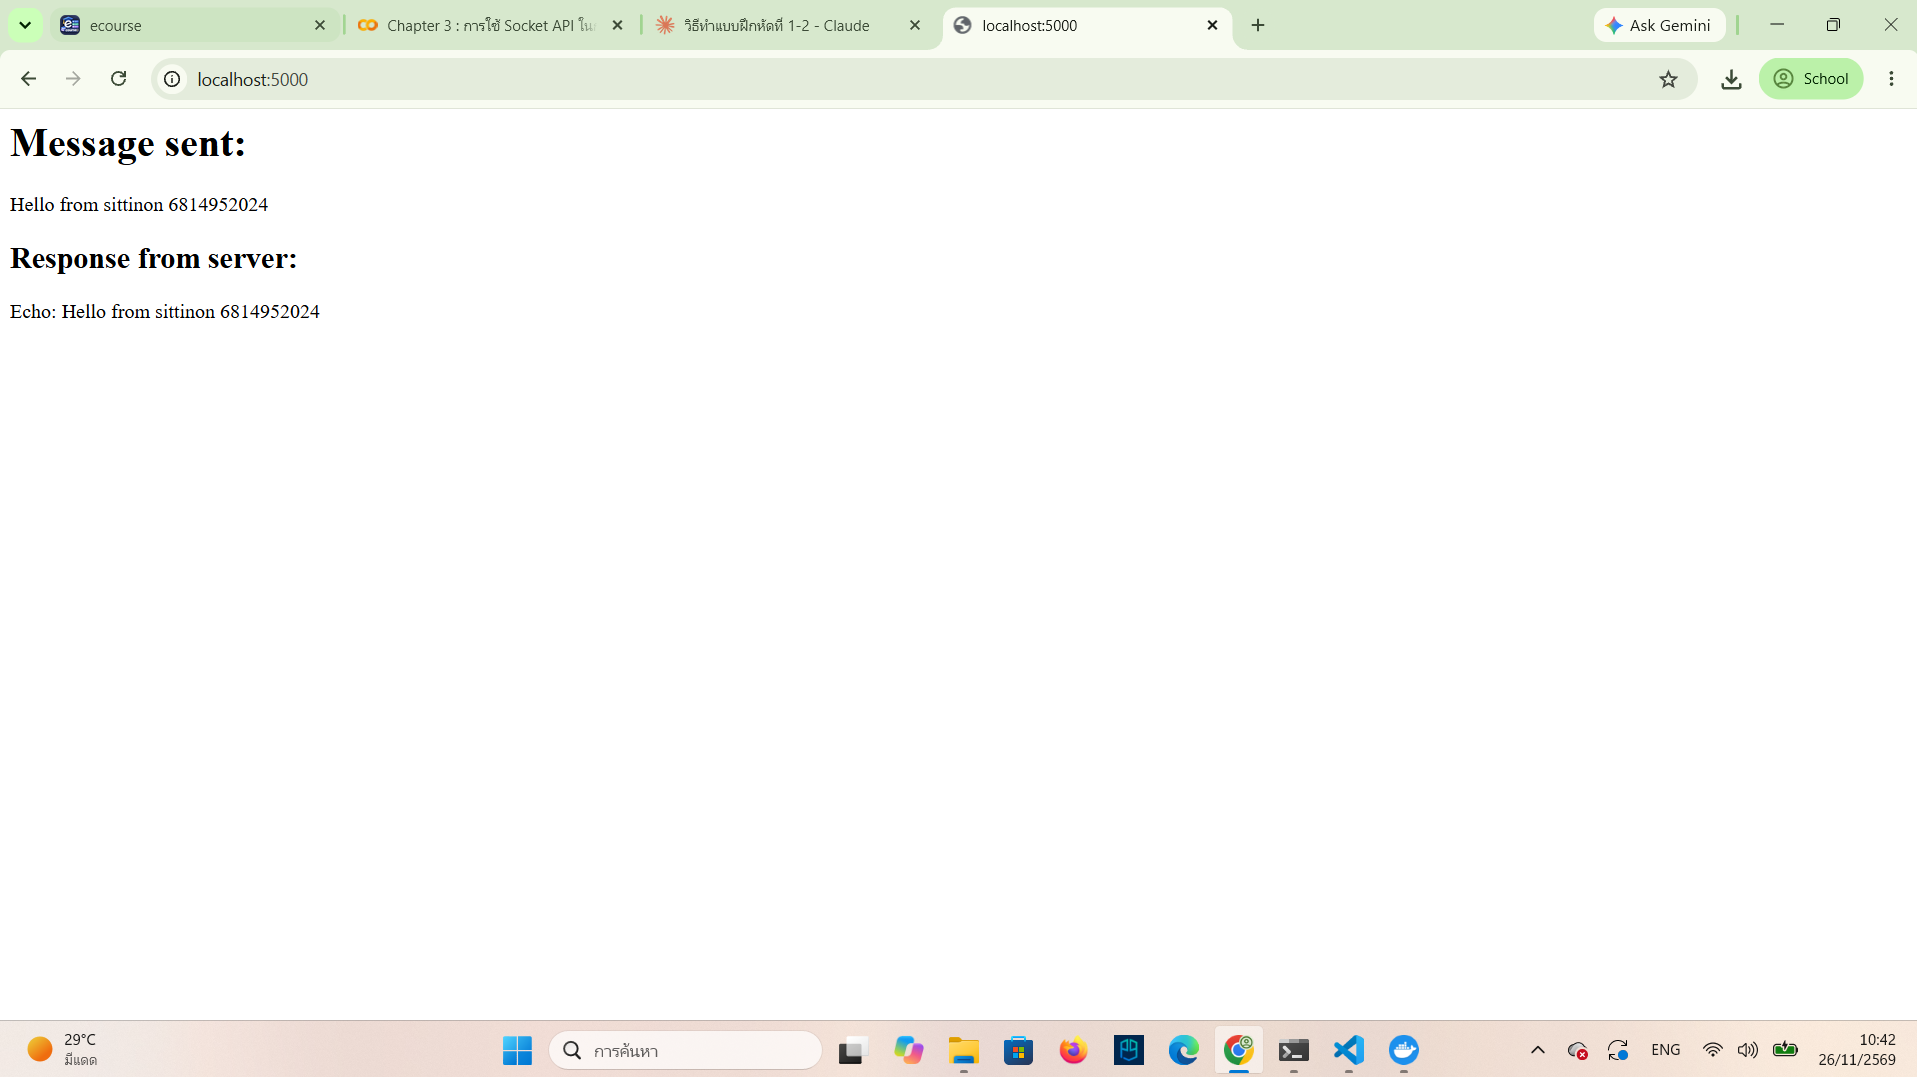 ecourse
Chapter 3 : การใช้ Socket API ใน
วิธีทำแบบฝึกหัดที่ 1-2 - Claude
localhost:5000
Ask Gemini
localhost:5000
School
Message sent:
Hello from sittinon 6814952024
Response from server:
Echo: Hello from sittinon 6814952024
29°C
มีแดด
การค้นหา
ENG
10:42
26/11/2569